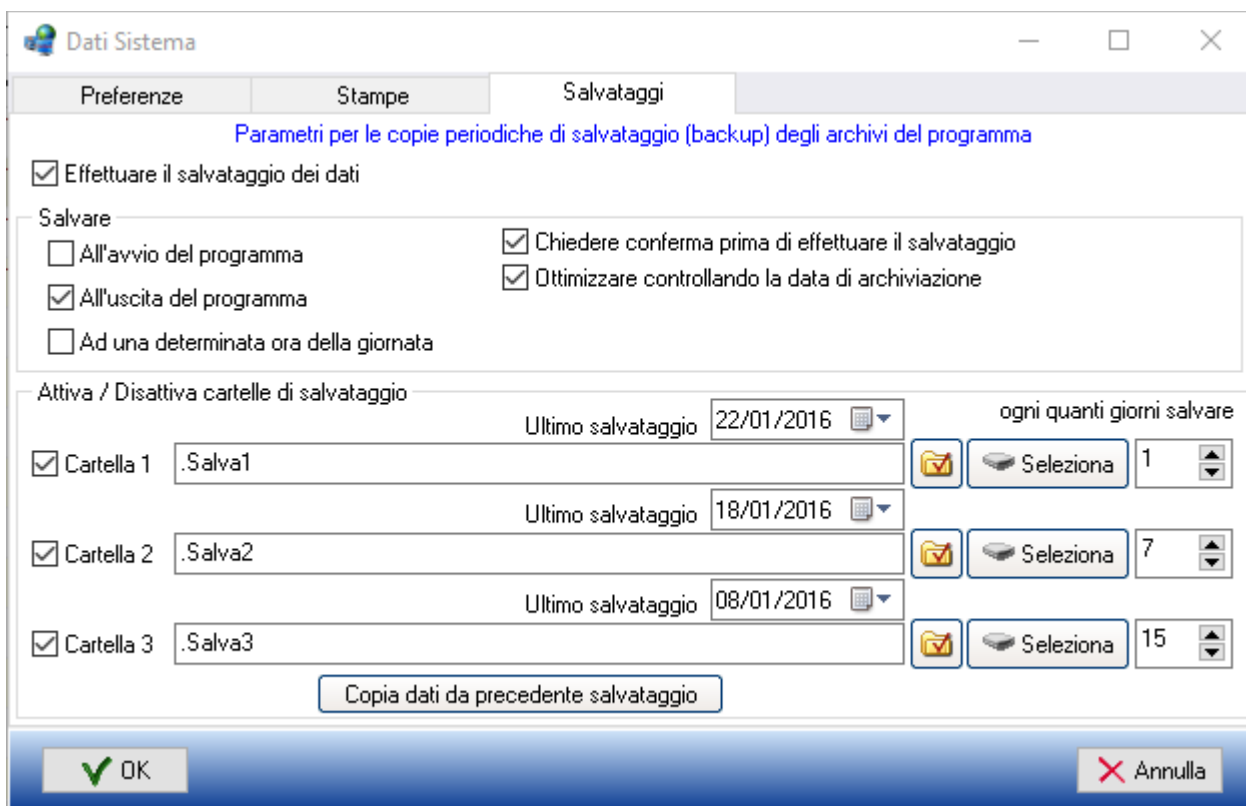 Dati Sistema
Preferenze Stampe Salvataggi
Parametri per le copie periodiche di salvataggio (backup) degli archivi del programma
Effettuare il salvataggio dei dati
Salvare
All'avvio del programma
Chiedere conferma prima di effettuare il salvataggio
All'uscita del programma
Ottimizzare controllando la data di archiviazione
Ad una determinata ora della giornata
Attiva / Disattiva cartelle di salvataggio
Ultimo salvataggio 22/01/2016 ogni quanti giorni salvare
Cartella 1 .Salva1 Seleziona 1
Ultimo salvataggio 18/01/2016
Cartella 2 .Salva2 Seleziona 7
Ultimo salvataggio 08/01/2016
Cartella 3 .Salva3 Seleziona 15
Copia dati da precedente salvataggio
OK Annulla